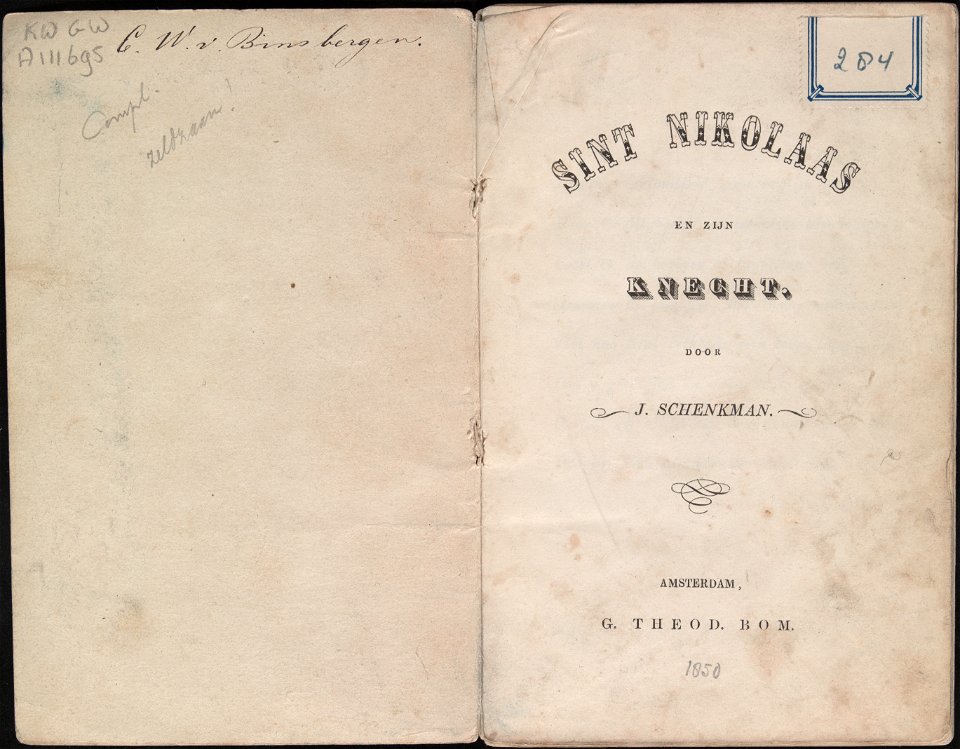 KW GW
A111695
C. W. v. Binsbergen.
Compl.
zeldzaam!
284
SINT NIKOLAAS
EN ZIJN
KNECHT.
DOOR
J. SCHENKMAN.
AMSTERDAM,
G. THEOD. BOM.
1850